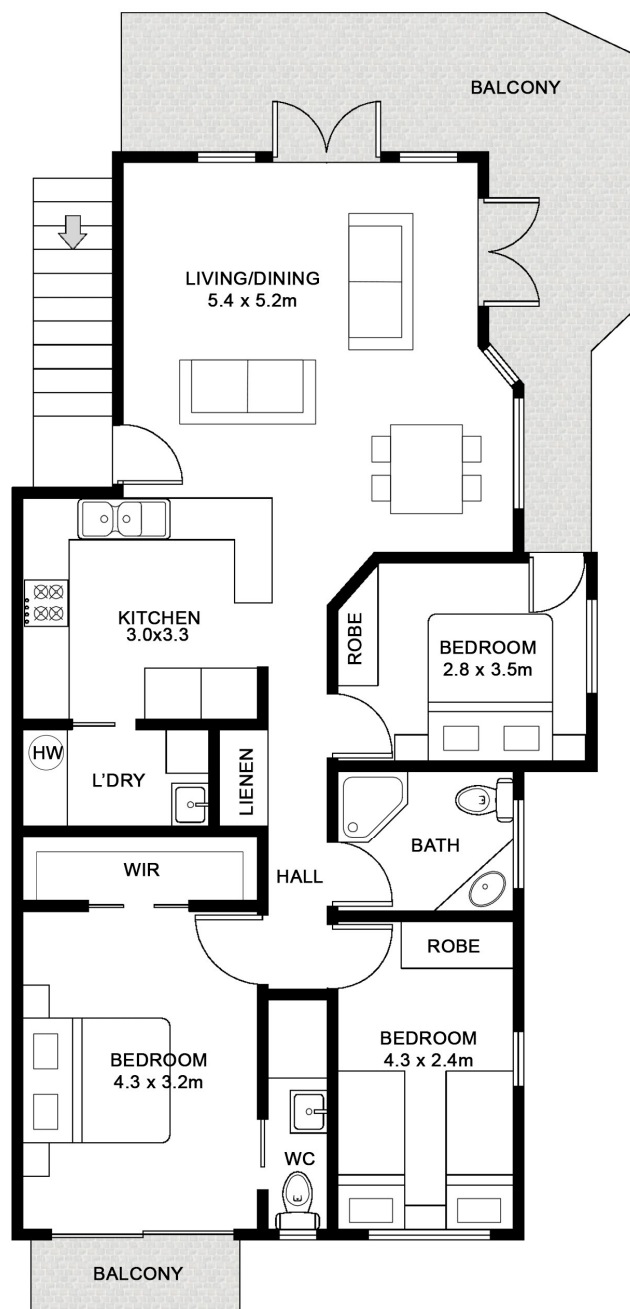 BALCONY
LIVING/DINING
5.4 x 5.2m
KITCHEN
3.0x3.3
ROBE
BEDROOM
2.8 x 3.5m
HW
L'DRY
LIENEN
BATH
WIR
HALL
ROBE
BEDROOM
4.3 x 3.2m
BEDROOM
4.3 x 2.4m
WC
BALCONY